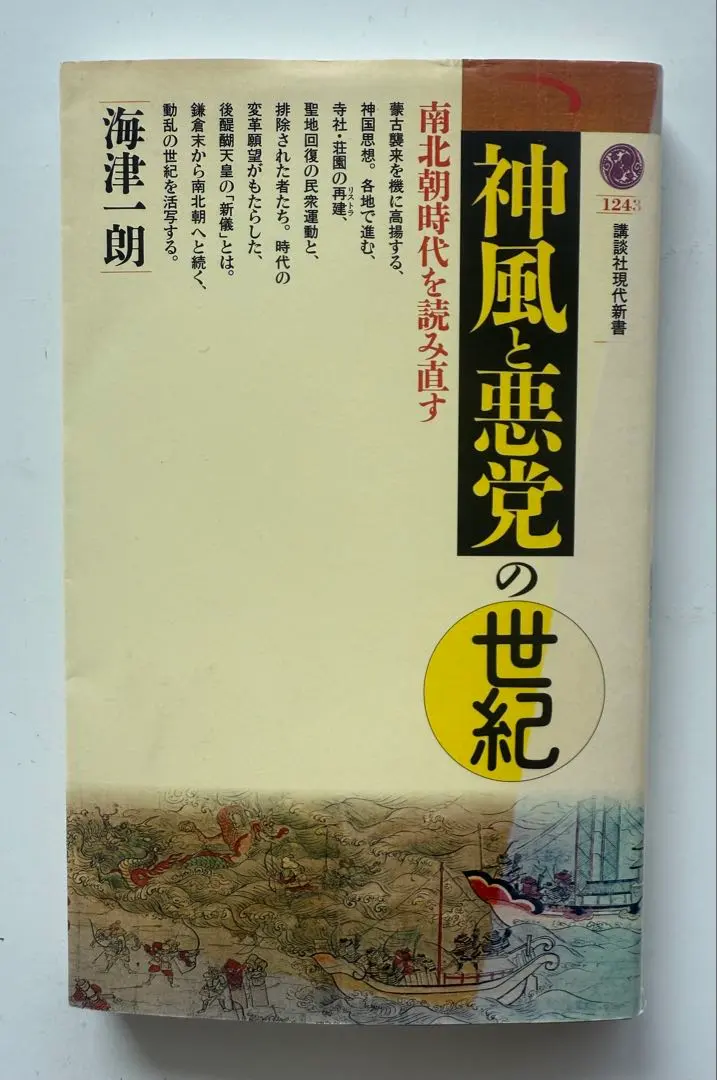 1243
講談社現代新書
神風と悪党の世紀
南北朝時代を読み直す
蒙古襲来を機に高揚する、
神国思想。各地で進む、
寺社・荘園の再建、
リストラ
聖地回復の民衆運動と、
排除された者たち。時代の
変革願望がもたらした、
後醍醐天皇の「新儀」とは。
鎌倉末から南北朝へと続く、
動乱の世紀を活写する。
海津一朗